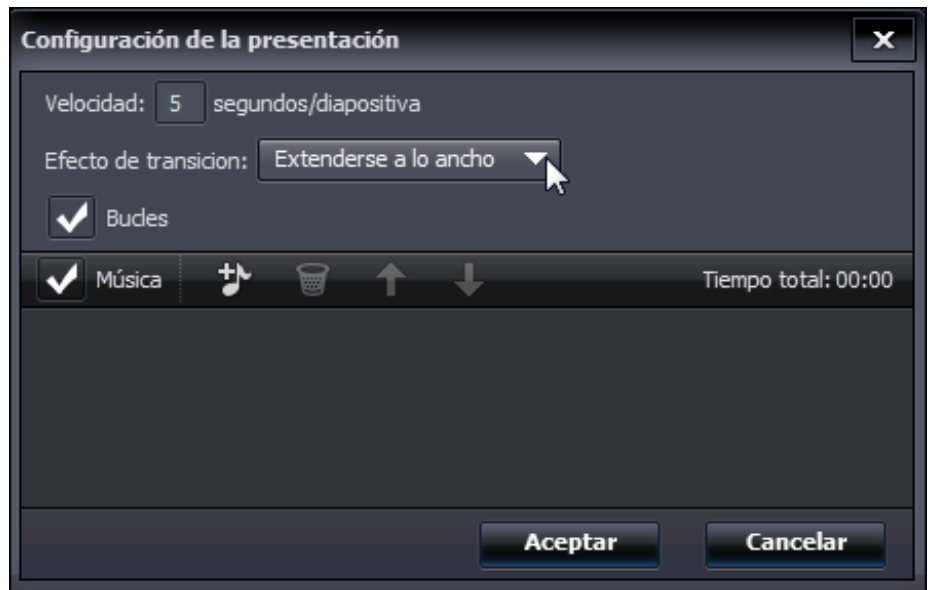 Configuración de la presentación
Velocidad: 5 segundos/diapositiva
Efecto de transicion: Extenderse a lo ancho
Bucles
Música Tiempo total: 00:00
Aceptar Cancelar